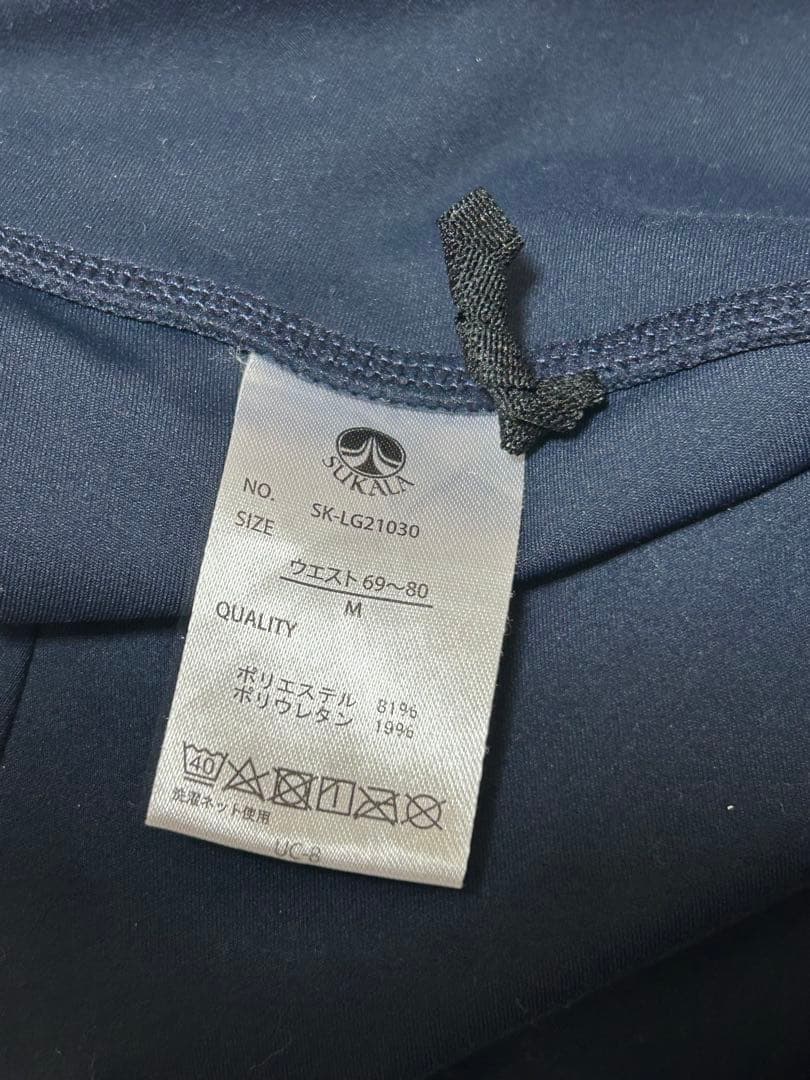 SUKALA
NO. SK-LG21030
SIZE
ウエスト69～80
M
QUALITY
ポリエステル 81%
ポリウレタン 19%
40
洗濯ネット使用
UC-8